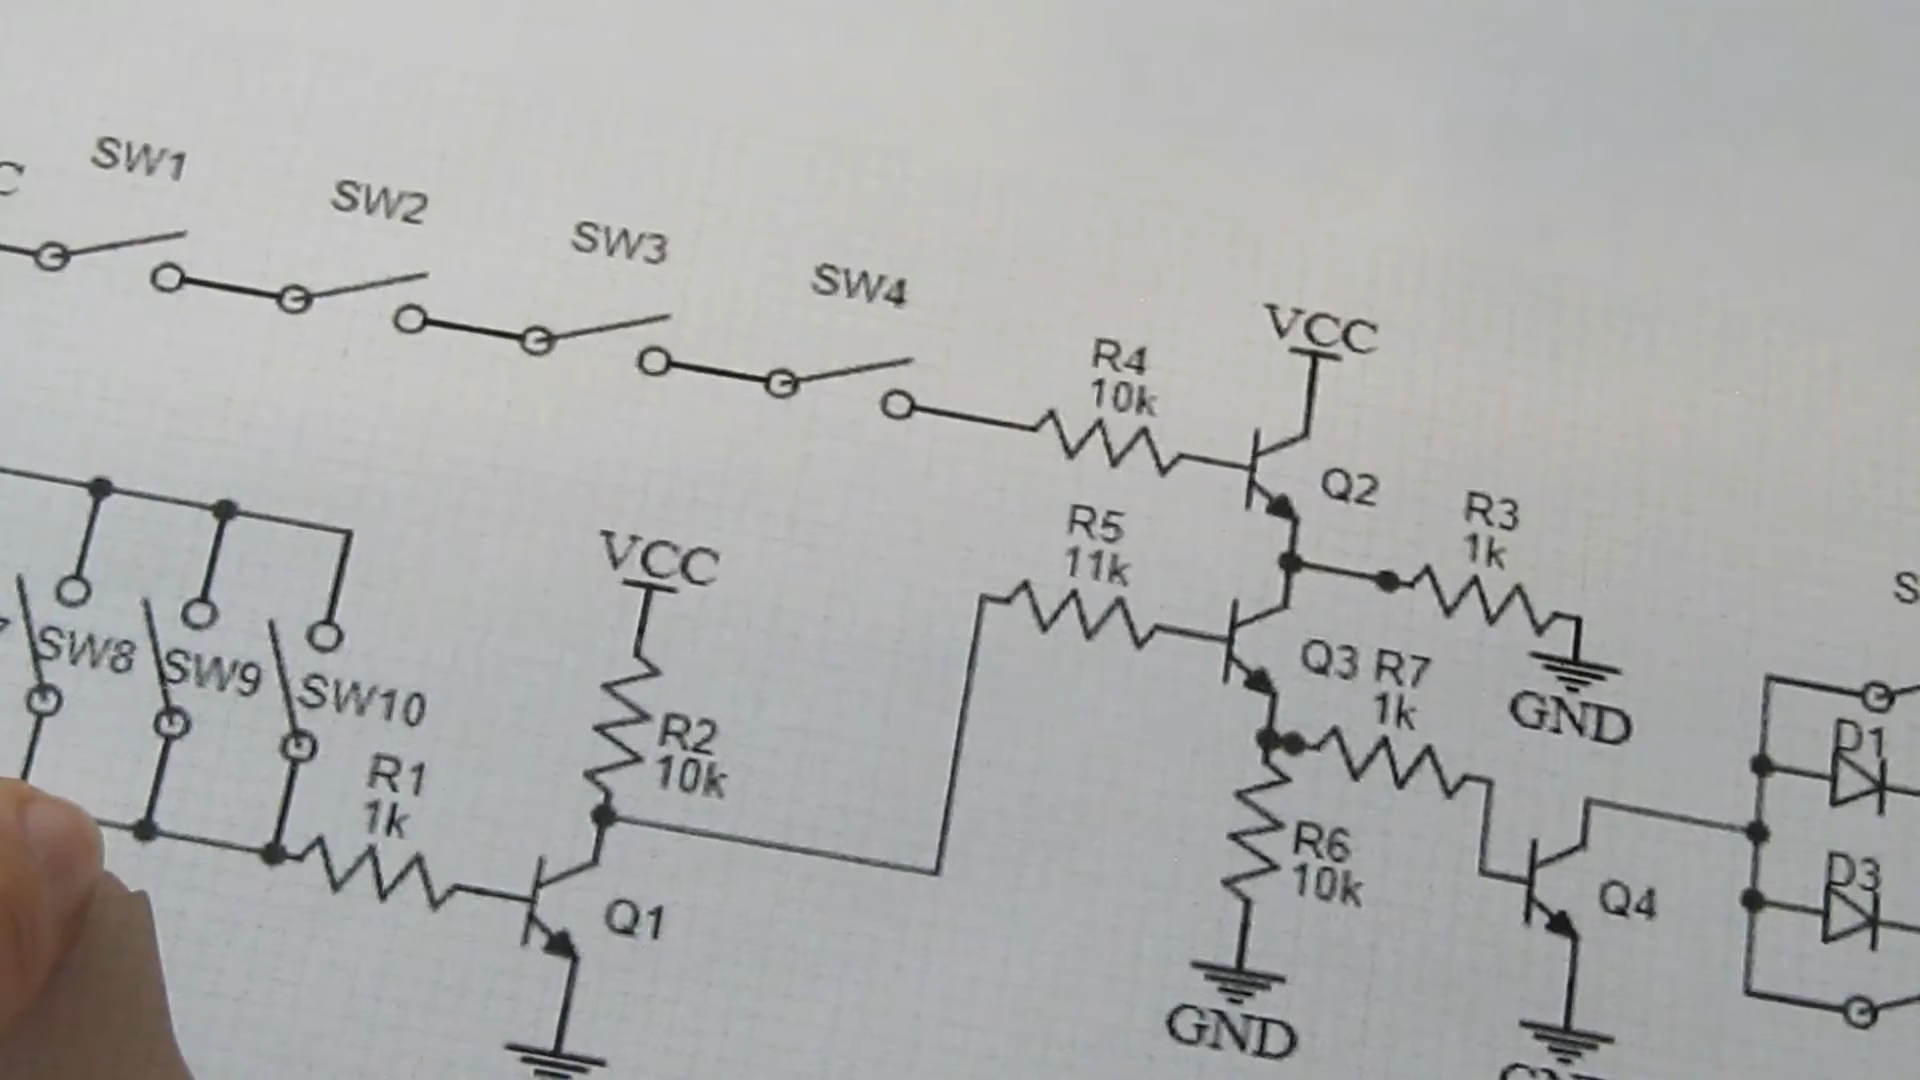 SW1
SW2
SW3
SW4
VCC
R4
10k
Q2
R3
1k
R5
11k
VCC
Q3
R7
1k
GND
SW8
SW9
SW10
R2
10k
R1
1k
D1
R6
10k
D3
Q4
Q1
GND